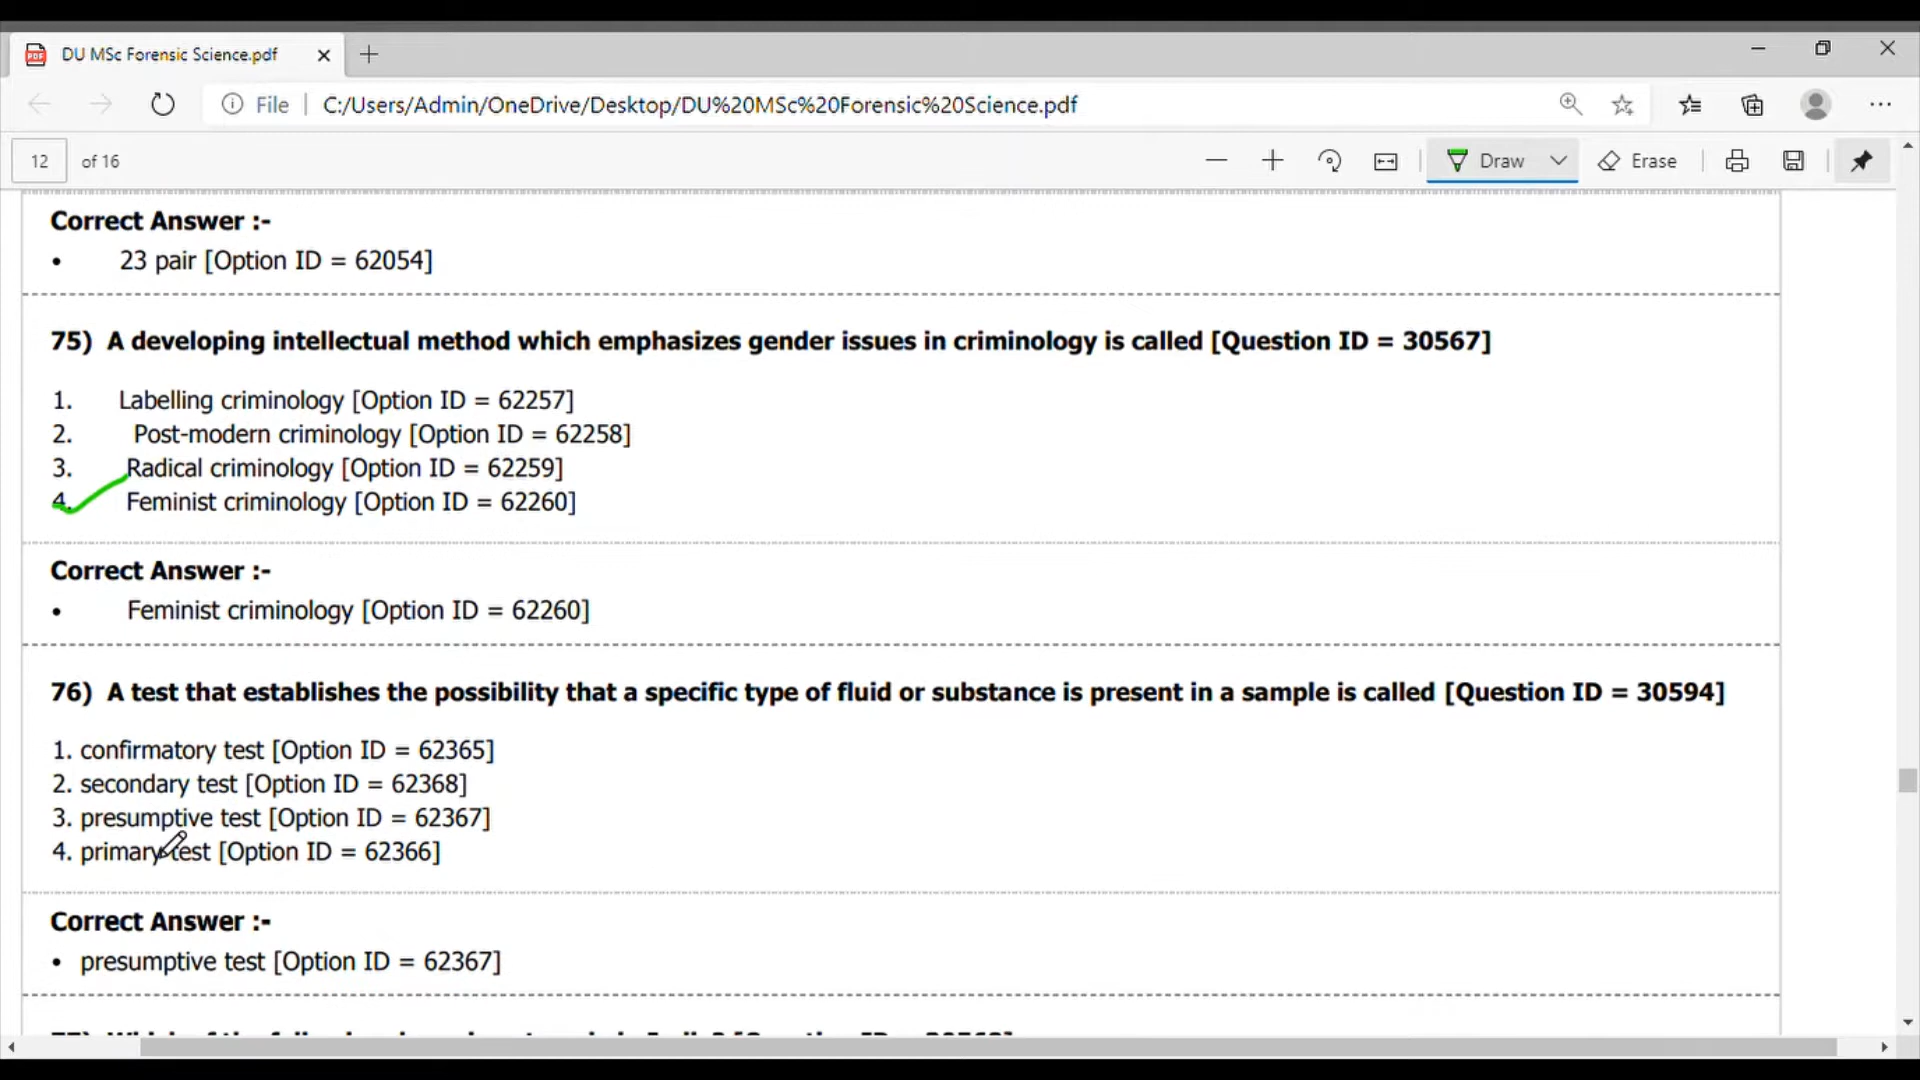 DU MSc Forensic Science.pdf
File
C:/Users/Admin/OneDrive/Desktop/DU%20MSc%20Forensic%20Science.pdf
12 of 16
Draw
Erase
Correct Answer :-
• 23 pair [Option ID = 62054]
75) A developing intellectual method which emphasizes gender issues in criminology is called [Question ID = 30567]
1. Labelling criminology [Option ID = 62257]
2. Post-modern criminology [Option ID = 62258]
3. Radical criminology [Option ID = 62259]
4. Feminist criminology [Option ID = 62260]
Correct Answer :-
• Feminist criminology [Option ID = 62260]
76) A test that establishes the possibility that a specific type of fluid or substance is present in a sample is called [Question ID = 30594]
1. confirmatory test [Option ID = 62365]
2. secondary test [Option ID = 62368]
3. presumptive test [Option ID = 62367]
4. primary test [Option ID = 62366]
Correct Answer :-
• presumptive test [Option ID = 62367]